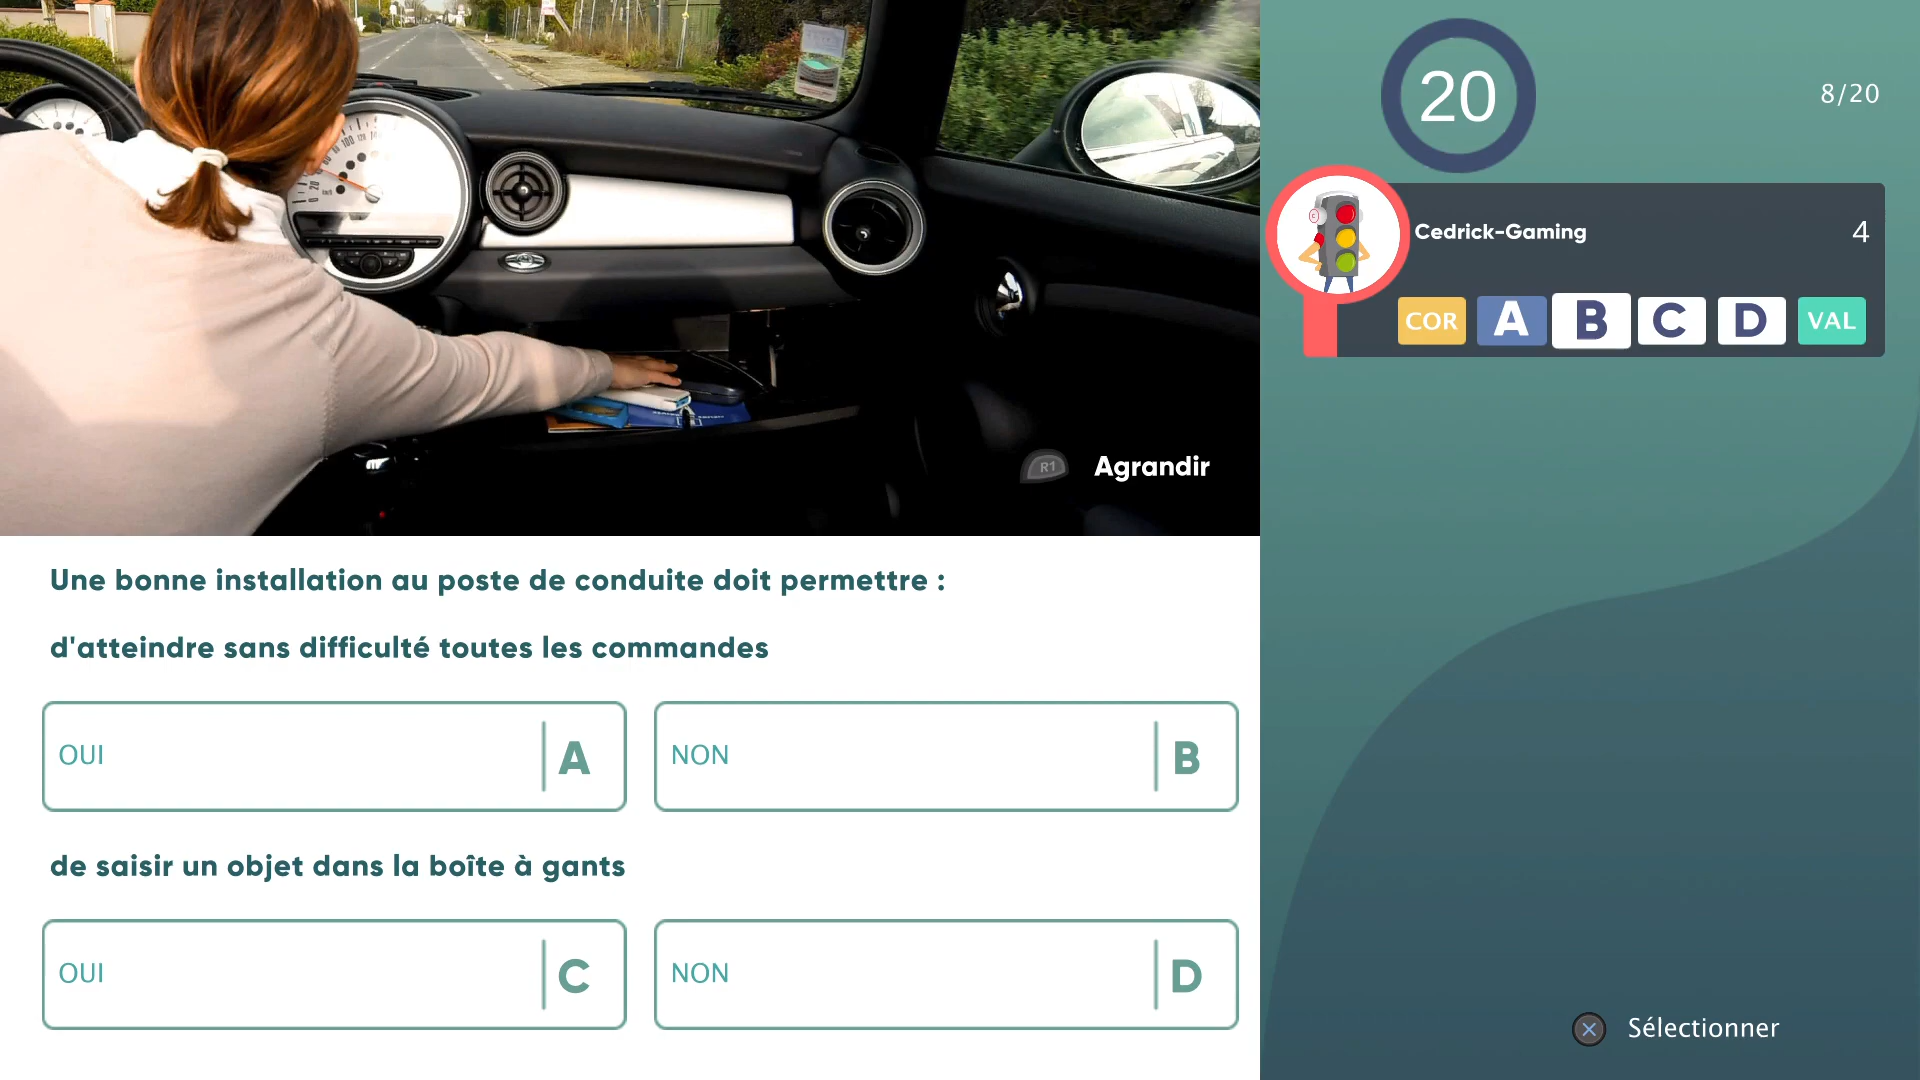 20
8/20
Cedrick-Gaming
4
COR
A
B
C
D
VAL
R1
Agrandir
Une bonne installation au poste de conduite doit permettre :
d'atteindre sans difficulté toutes les commandes
OUI
A
NON
B
de saisir un objet dans la boîte à gants
OUI
C
NON
D
Sélectionner